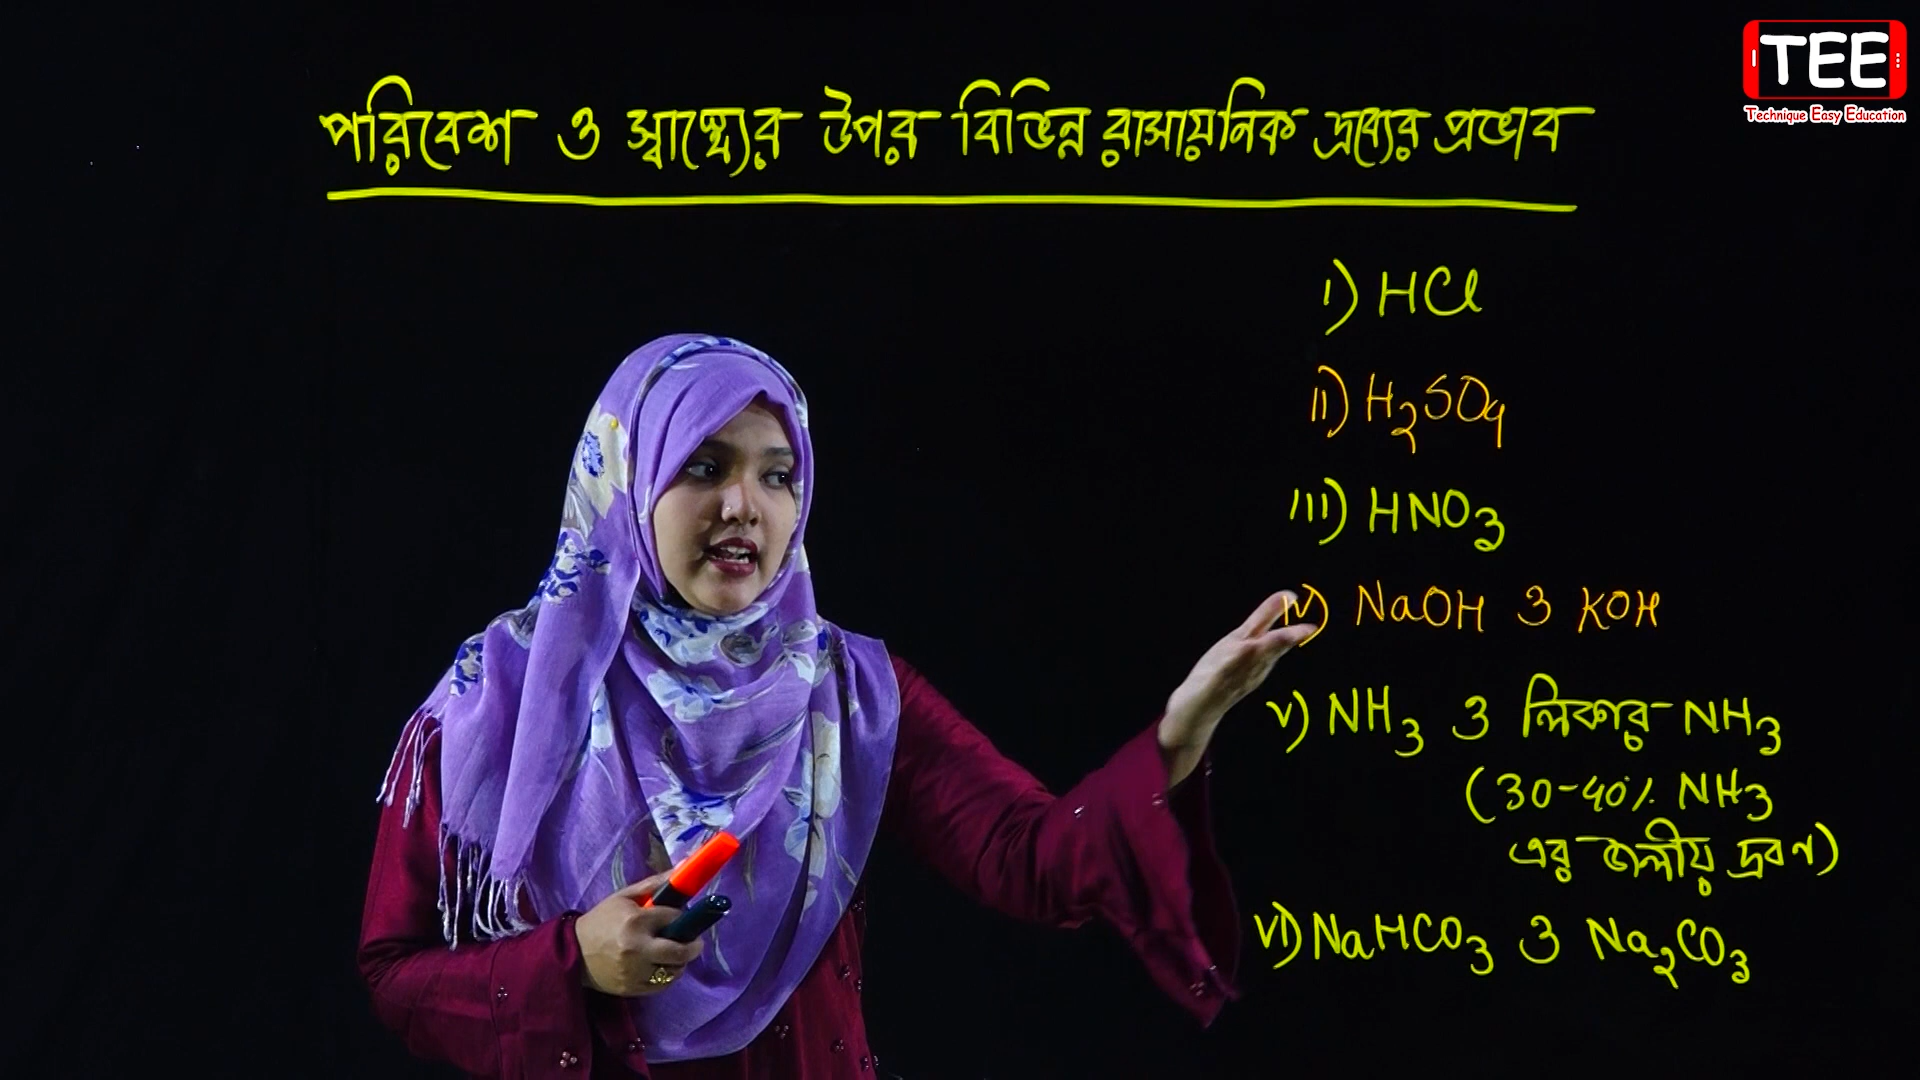 TEE
Technique Easy Education
পরিবেশ ও স্বাস্থ্যের উপর বিভিন্ন রাসায়নিক দ্রব্যের প্রভাব
i) HCl
ii) H₂SO₄
iii) HNO₃
iv) NaOH ও KOH
v) NH₃ ও লিকার NH₃
(30-40% NH₃
এর জলীয় দ্রবণ)
vi) NaHCO₃ ও Na₂CO₃